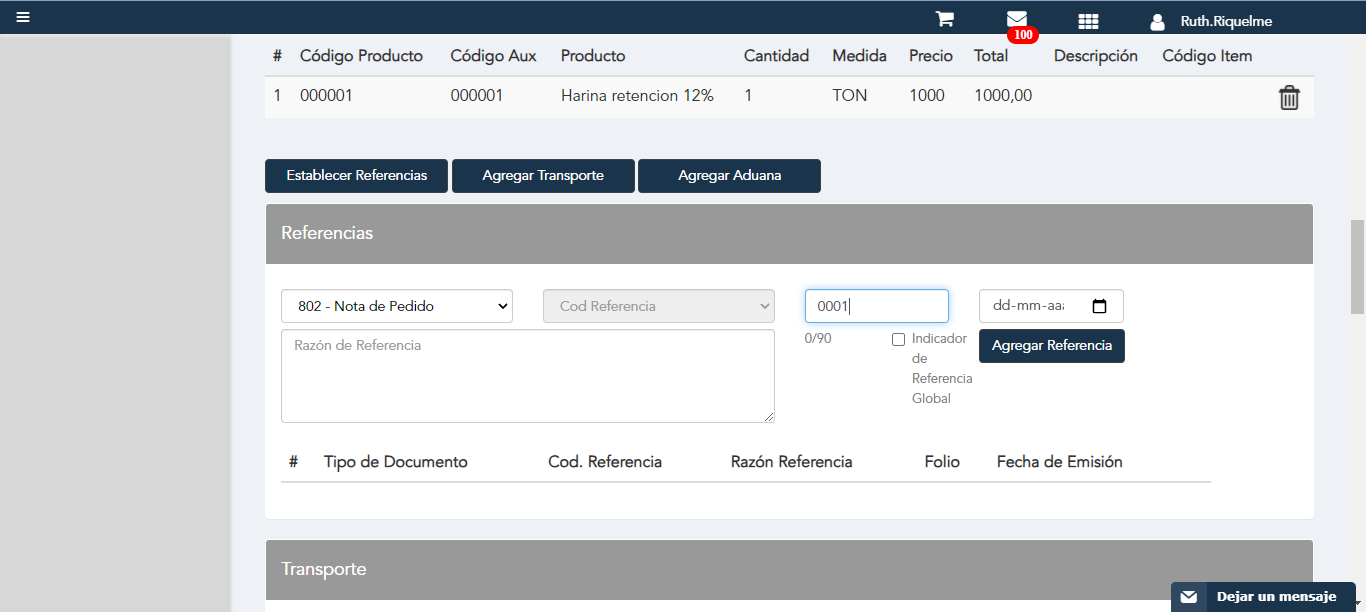 100 Ruth.Riquelme
# Código Producto Código Aux Producto Cantidad Medida Precio Total Descripción Código Item
1 000001 000001 Harina retencion 12% 1 TON 1000 1000,00
Establecer Referencias Agregar Transporte Agregar Aduana
Referencias
802 - Nota de Pedido Cod Referencia 0001 dd-mm-aaa
Razón de Referencia 0/90 Indicador Agregar Referencia
de
Referencia
Global
# Tipo de Documento Cod. Referencia Razón Referencia Folio Fecha de Emisión
Transporte
Dejar un mensaje